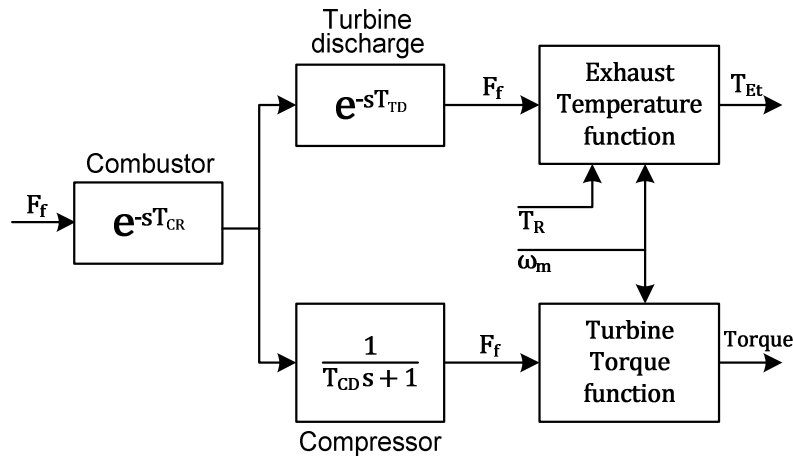 Turbine
discharge
e-sTTD
Ff
Exhaust
Temperature
function
TEt
Combustor
Ff
e-sTCR
TR
ωm
1
TCDs + 1
Compressor
Ff
Turbine
Torque
function
Torque